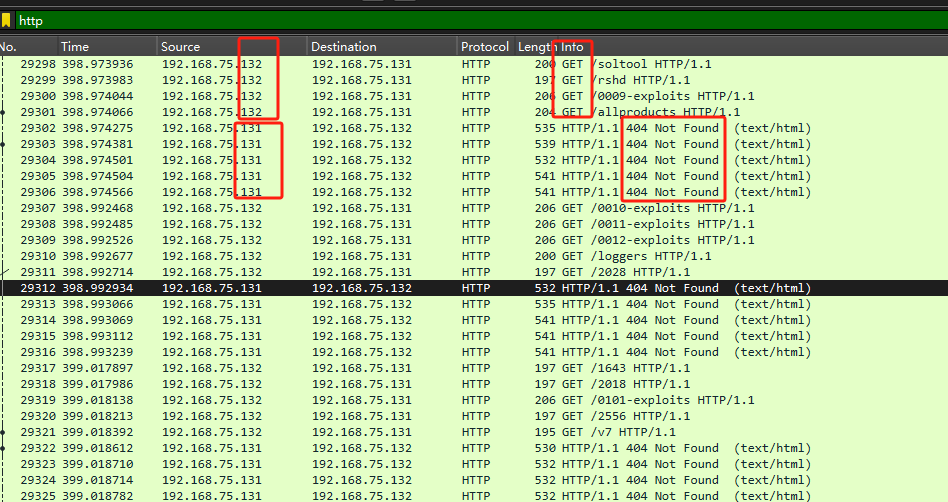 http
No. Time Source Destination Protocol Length Info
29298 398.973936 192.168.75.132 192.168.75.131 HTTP 200 GET /soltool HTTP/1.1
29299 398.973983 192.168.75.132 192.168.75.131 HTTP 197 GET /rshd HTTP/1.1
29300 398.974044 192.168.75.132 192.168.75.131 HTTP 206 GET /0009-exploits HTTP/1.1
29301 398.974066 192.168.75.132 192.168.75.131 HTTP 204 GET /allproducts HTTP/1.1
29302 398.974275 192.168.75.131 192.168.75.132 HTTP 535 HTTP/1.1 404 Not Found (text/html)
29303 398.974381 192.168.75.131 192.168.75.132 HTTP 539 HTTP/1.1 404 Not Found (text/html)
29304 398.974501 192.168.75.131 192.168.75.132 HTTP 532 HTTP/1.1 404 Not Found (text/html)
29305 398.974504 192.168.75.131 192.168.75.132 HTTP 541 HTTP/1.1 404 Not Found (text/html)
29306 398.974566 192.168.75.131 192.168.75.132 HTTP 541 HTTP/1.1 404 Not Found (text/html)
29307 398.992468 192.168.75.132 192.168.75.131 HTTP 206 GET /0010-exploits HTTP/1.1
29308 398.992485 192.168.75.132 192.168.75.131 HTTP 206 GET /0011-exploits HTTP/1.1
29309 398.992526 192.168.75.132 192.168.75.131 HTTP 206 GET /0012-exploits HTTP/1.1
29310 398.992677 192.168.75.132 192.168.75.131 HTTP 200 GET /loggers HTTP/1.1
29311 398.992714 192.168.75.132 192.168.75.131 HTTP 197 GET /2028 HTTP/1.1
29312 398.992934 192.168.75.131 192.168.75.132 HTTP 532 HTTP/1.1 404 Not Found (text/html)
29313 398.993066 192.168.75.131 192.168.75.132 HTTP 535 HTTP/1.1 404 Not Found (text/html)
29314 398.993069 192.168.75.131 192.168.75.132 HTTP 541 HTTP/1.1 404 Not Found (text/html)
29315 398.993112 192.168.75.131 192.168.75.132 HTTP 541 HTTP/1.1 404 Not Found (text/html)
29316 398.993239 192.168.75.131 192.168.75.132 HTTP 541 HTTP/1.1 404 Not Found (text/html)
29317 399.017897 192.168.75.132 192.168.75.131 HTTP 197 GET /1643 HTTP/1.1
29318 399.017986 192.168.75.132 192.168.75.131 HTTP 197 GET /2018 HTTP/1.1
29319 399.018138 192.168.75.132 192.168.75.131 HTTP 206 GET /0101-exploits HTTP/1.1
29320 399.018213 192.168.75.132 192.168.75.131 HTTP 197 GET /2556 HTTP/1.1
29321 399.018392 192.168.75.132 192.168.75.131 HTTP 195 GET /v7 HTTP/1.1
29322 399.018612 192.168.75.131 192.168.75.132 HTTP 530 HTTP/1.1 404 Not Found (text/html)
29323 399.018710 192.168.75.131 192.168.75.132 HTTP 532 HTTP/1.1 404 Not Found (text/html)
29324 399.018714 192.168.75.131 192.168.75.132 HTTP 532 HTTP/1.1 404 Not Found (text/html)
29325 399.018782 192.168.75.131 192.168.75.132 HTTP 532 HTTP/1.1 404 Not Found (text/html)